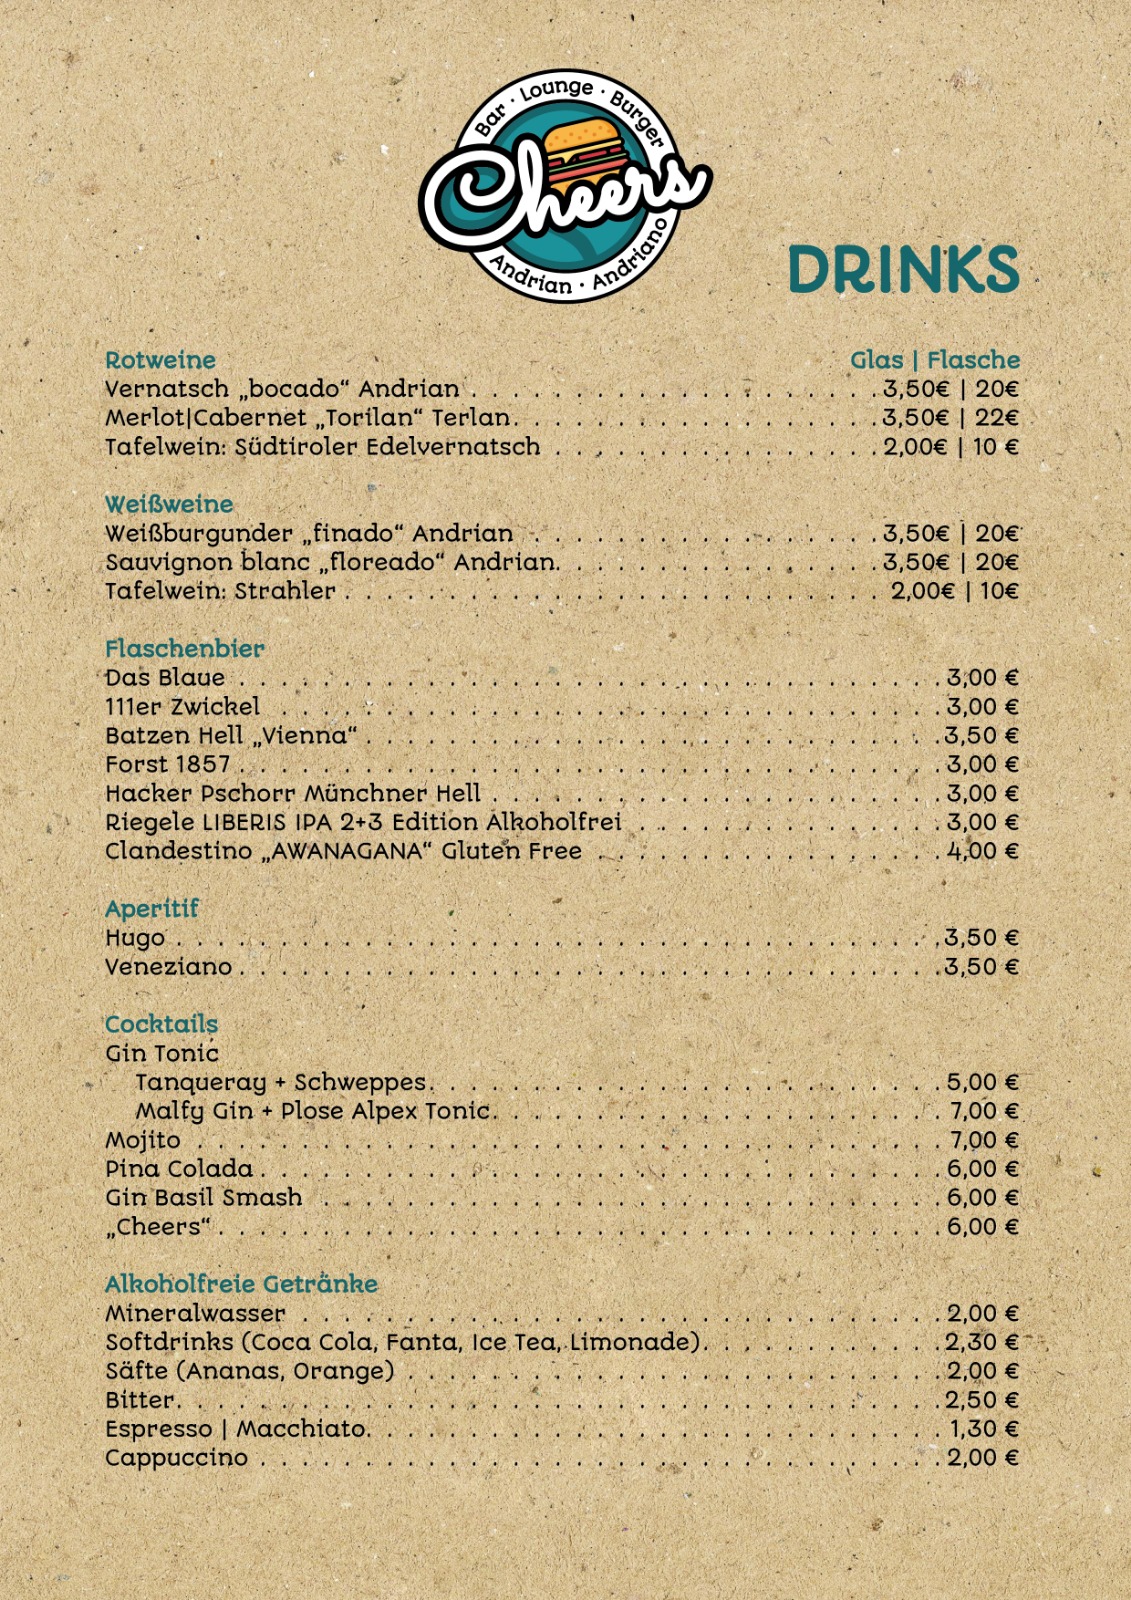 Bar · Lounge · Burger
Cheers
Andrian · Andriano
DRINKS
Rotweine Glas | Flasche
Vernatsch „bocado“ Andrian . . . . . . . . . . . . . . . . . . . . 3,50€ | 20€
Merlot|Cabernet „Torilan“ Terlan. . . . . . . . . . . . . . . . . . 3,50€ | 22€
Tafelwein: Südtiroler Edelvernatsch . . . . . . . . . . . . . . . . 2,00€ | 10 €
Weißweine
Weißburgunder „finado“ Andrian . . . . . . . . . . . . . . . . . 3,50€ | 20€
Sauvignon blanc „floreado“ Andrian. . . . . . . . . . . . . . . . 3,50€ | 20€
Tafelwein: Strahler . . . . . . . . . . . . . . . . . . . . . . . . . . 2,00€ | 10€
Flaschenbier
Das Blaue . . . . . . . . . . . . . . . . . . . . . . . . . . . . . . . . . . 3,00 €
111er Zwickel . . . . . . . . . . . . . . . . . . . . . . . . . . . . . . . . 3,00 €
Batzen Hell „Vienna“ . . . . . . . . . . . . . . . . . . . . . . . . . . . . 3,50 €
Forst 1857 . . . . . . . . . . . . . . . . . . . . . . . . . . . . . . . . . . 3,00 €
Hacker Pschorr Münchner Hell . . . . . . . . . . . . . . . . . . . . . . 3,00 €
Riegele LIBERIS IPA 2+3 Edition Alkoholfrei . . . . . . . . . . . . . . . 3,00 €
Clandestino „AWANAGANA“ Gluten Free . . . . . . . . . . . . . . . . . 4,00 €
Aperitif
Hugo . . . . . . . . . . . . . . . . . . . . . . . . . . . . . . . . . . . . . 3,50 €
Veneziano . . . . . . . . . . . . . . . . . . . . . . . . . . . . . . . . . . 3,50 €
Cocktails
Gin Tonic
Tanqueray + Schweppes. . . . . . . . . . . . . . . . . . . . . . . . . 5,00 €
Malfy Gin + Plose Alpex Tonic. . . . . . . . . . . . . . . . . . . . . . 7,00 €
Mojito . . . . . . . . . . . . . . . . . . . . . . . . . . . . . . . . . . . . 7,00 €
Pina Colada . . . . . . . . . . . . . . . . . . . . . . . . . . . . . . . . . 6,00 €
Gin Basil Smash . . . . . . . . . . . . . . . . . . . . . . . . . . . . . . 6,00 €
„Cheers“ . . . . . . . . . . . . . . . . . . . . . . . . . . . . . . . . . . . 6,00 €
Alkoholfreie Getränke
Mineralwasser . . . . . . . . . . . . . . . . . . . . . . . . . . . . . . . 2,00 €
Softdrinks (Coca Cola, Fanta, Ice Tea, Limonade). . . . . . . . . . . . 2,30 €
Säfte (Ananas, Orange) . . . . . . . . . . . . . . . . . . . . . . . . . . 2,00 €
Bitter. . . . . . . . . . . . . . . . . . . . . . . . . . . . . . . . . . . . . 2,50 €
Espresso | Macchiato. . . . . . . . . . . . . . . . . . . . . . . . . . . . 1,30 €
Cappuccino . . . . . . . . . . . . . . . . . . . . . . . . . . . . . . . . . 2,00 €